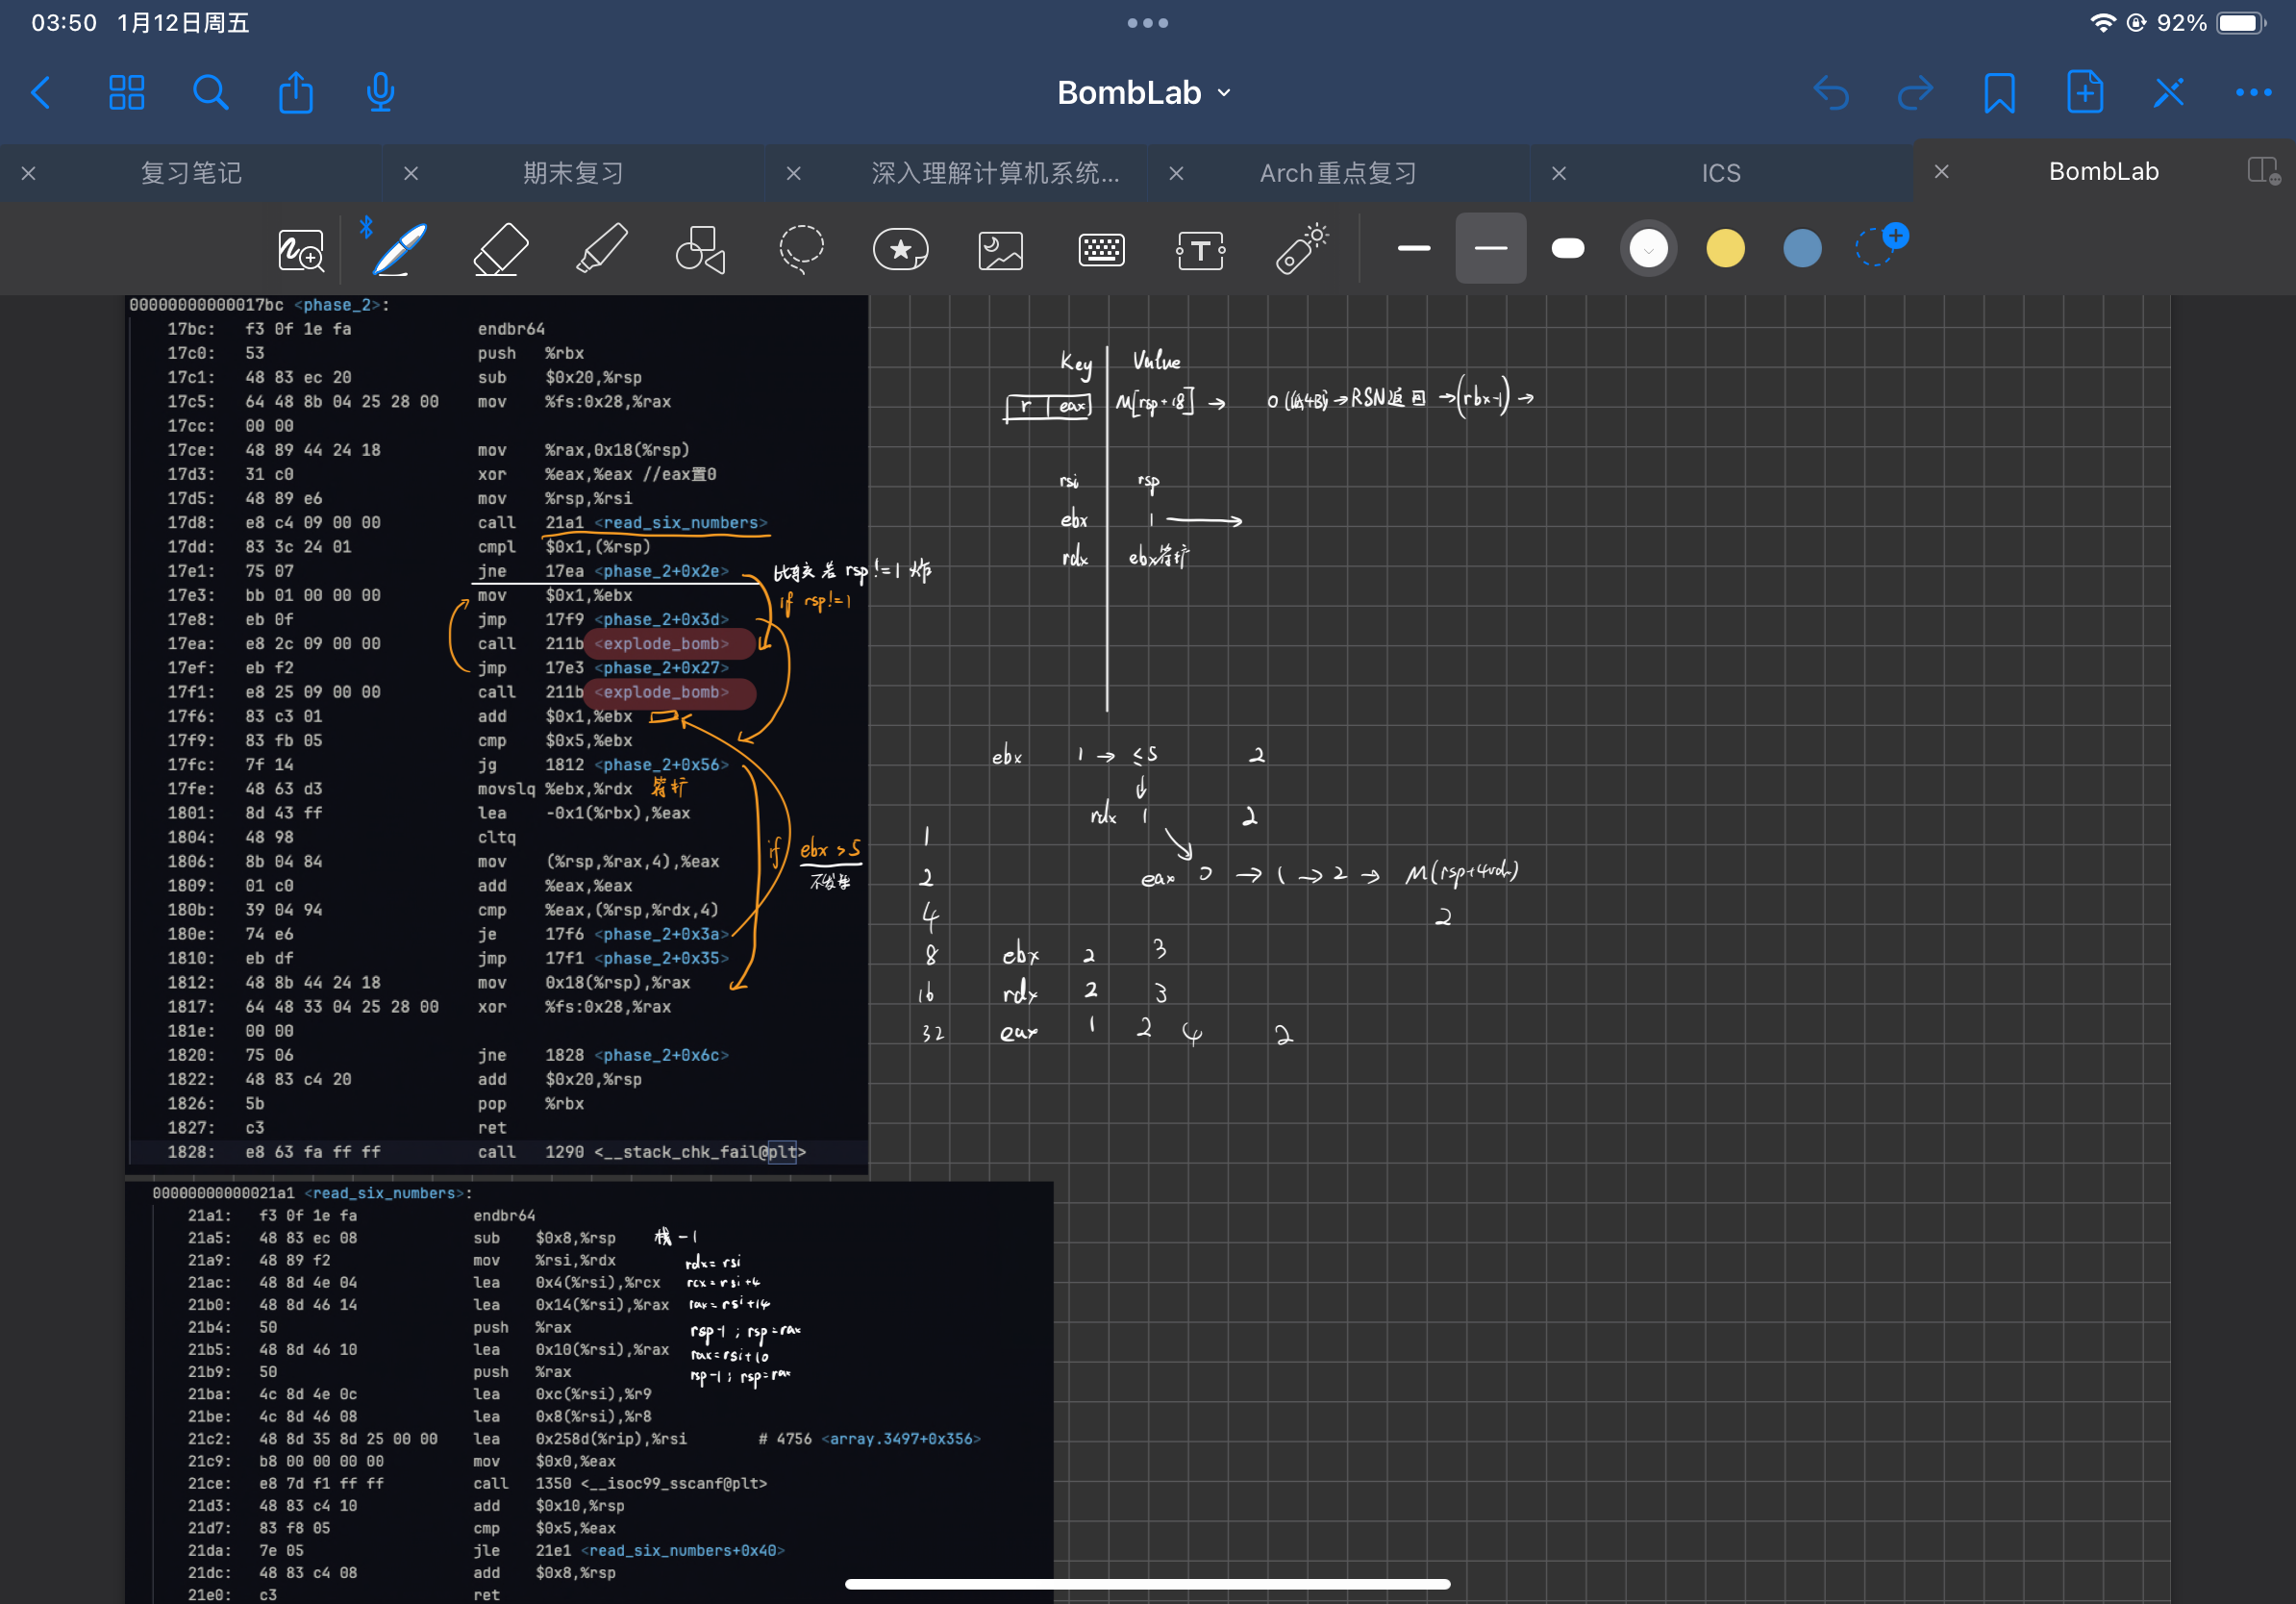 03:50 1月12日周五
92%
BombLab
复习笔记 期末复习 深入理解计算机系统... Arch重点复习 ICS BombLab
00000000000017bc <phase_2>:
17bc: f3 0f 1e fa endbr64
17c0: 53 push %rbx
17c1: 48 83 ec 20 sub $0x20,%rsp
17c5: 64 48 8b 04 25 28 00 mov %fs:0x28,%rax
17cc: 00 00
17ce: 48 89 44 24 18 mov %rax,0x18(%rsp)
17d3: 31 c0 xor %eax,%eax //eax置0
17d5: 48 89 e6 mov %rsp,%rsi
17d8: e8 c4 09 00 00 call 21a1 <read_six_numbers>
17dd: 83 3c 24 01 cmpl $0x1,(%rsp)
17e1: 75 07 jne 17ea <phase_2+0x2e>
17e3: bb 01 00 00 00 mov $0x1,%ebx
17e8: eb 0f jmp 17f9 <phase_2+0x3d>
17ea: e8 2c 09 00 00 call 211b <explode_bomb>
17ef: eb f2 jmp 17e3 <phase_2+0x27>
17f1: e8 25 09 00 00 call 211b <explode_bomb>
17f6: 83 c3 01 add $0x1,%ebx
17f9: 83 fb 05 cmp $0x5,%ebx
17fc: 7f 14 jg 1812 <phase_2+0x56>
17fe: 48 63 d3 movslq %ebx,%rdx 符扩
1801: 8d 43 ff lea -0x1(%rbx),%eax
1804: 48 98 cltq
1806: 8b 04 84 mov (%rsp,%rax,4),%eax
1809: 01 c0 add %eax,%eax
180b: 39 04 94 cmp %eax,(%rsp,%rdx,4)
180e: 74 e6 je 17f6 <phase_2+0x3a>
1810: eb df jmp 17f1 <phase_2+0x35>
1812: 48 8b 44 24 18 mov 0x18(%rsp),%rax
1817: 64 48 33 04 25 28 00 xor %fs:0x28,%rax
181e: 00 00
1820: 75 06 jne 1828 <phase_2+0x6c>
1822: 48 83 c4 20 add $0x20,%rsp
1826: 5b pop %rbx
1827: c3 ret
1828: e8 63 fa ff ff call 1290 <__stack_chk_fail@plt>
比较 若 rsp!=1 炸
if rsp!=1
if ebx>5
不发生
Key Value
r eax M[rsp+18] → 0 → RSN返回 → (rbx-1) →
rsi rsp
ebx 1 →
rdx ebx符扩
ebx 1 → ≤5 2
↓
rdx 1 2
1
2 eax 0 → 1 → 2 → M(rsp+4rdx)
4 2
8 ebx 2 3
16 rdx 2 3
32 eax 1 2 4 2
00000000000021a1 <read_six_numbers>:
21a1: f3 0f 1e fa endbr64
21a5: 48 83 ec 08 sub $0x8,%rsp 栈-1
21a9: 48 89 f2 mov %rsi,%rdx rdx=rsi
21ac: 48 8d 4e 04 lea 0x4(%rsi),%rcx rcx=rsi+4
21b0: 48 8d 46 14 lea 0x14(%rsi),%rax rax=rsi+14
21b4: 50 push %rax rsp-1; rsp=rax
21b5: 48 8d 46 10 lea 0x10(%rsi),%rax rax=rsi+10
21b9: 50 push %rax rsp-1; rsp=rax
21ba: 4c 8d 4e 0c lea 0xc(%rsi),%r9
21be: 4c 8d 46 08 lea 0x8(%rsi),%r8
21c2: 48 8d 35 8d 25 00 00 lea 0x258d(%rip),%rsi # 4756 <array.3497+0x356>
21c9: b8 00 00 00 00 mov $0x0,%eax
21ce: e8 7d f1 ff ff call 1350 <__isoc99_sscanf@plt>
21d3: 48 83 c4 10 add $0x10,%rsp
21d7: 83 f8 05 cmp $0x5,%eax
21da: 7e 05 jle 21e1 <read_six_numbers+0x40>
21dc: 48 83 c4 08 add $0x8,%rsp
21e0: c3 ret